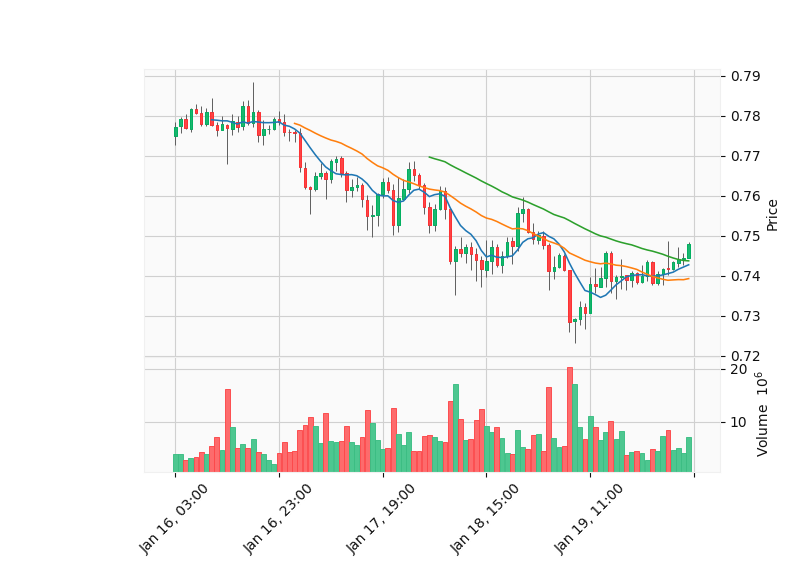 0.79
0.78
0.77
0.76
0.75
0.74
0.73
0.72
Price
20
10
Volume 10^6
Jan 16, 03:00
Jan 16, 23:00
Jan 17, 19:00
Jan 18, 15:00
Jan 19, 11:00